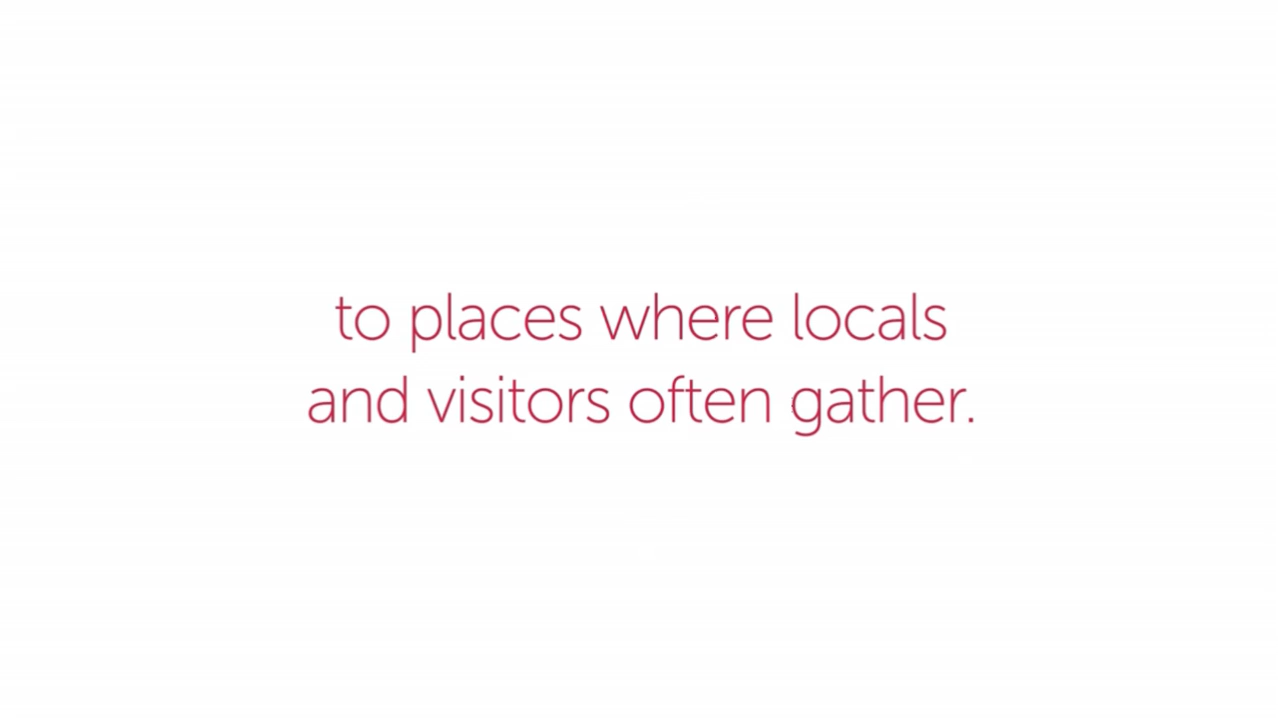 to places where locals
and visitors often gather.